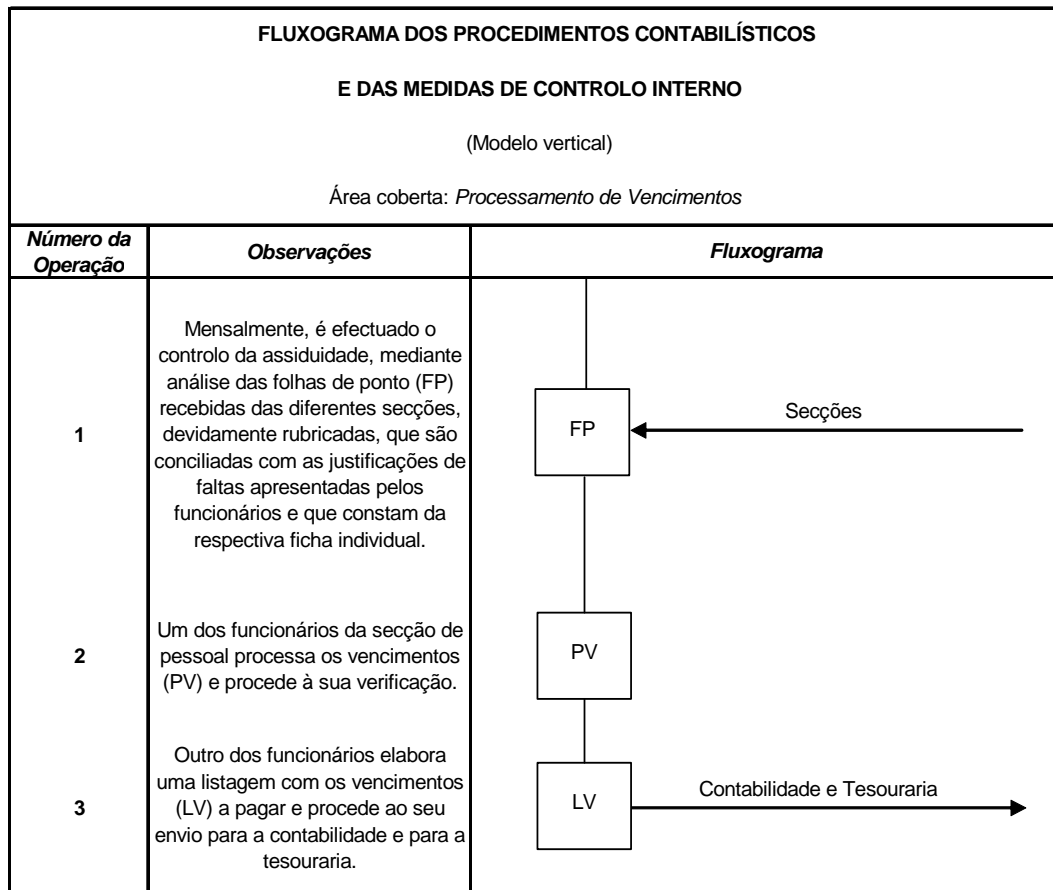 FLUXOGRAMA DOS PROCEDIMENTOS CONTABILÍSTICOS
E DAS MEDIDAS DE CONTROLO INTERNO
(Modelo vertical)
Área coberta: Processamento de Vencimentos
Número da
Operação
Observações
Fluxograma
1
Mensalmente, é efectuado o
controlo da assiduidade, mediante
análise das folhas de ponto (FP)
recebidas das diferentes secções,
devidamente rubricadas, que são
conciliadas com as justificações de
faltas apresentadas pelos
funcionários e que constam da
respectiva ficha individual.
FP
Secções
2
Um dos funcionários da secção de
pessoal processa os vencimentos
(PV) e procede à sua verificação.
PV
3
Outro dos funcionários elabora
uma listagem com os vencimentos
(LV) a pagar e procede ao seu
envio para a contabilidade e para a
tesouraria.
LV
Contabilidade e Tesouraria